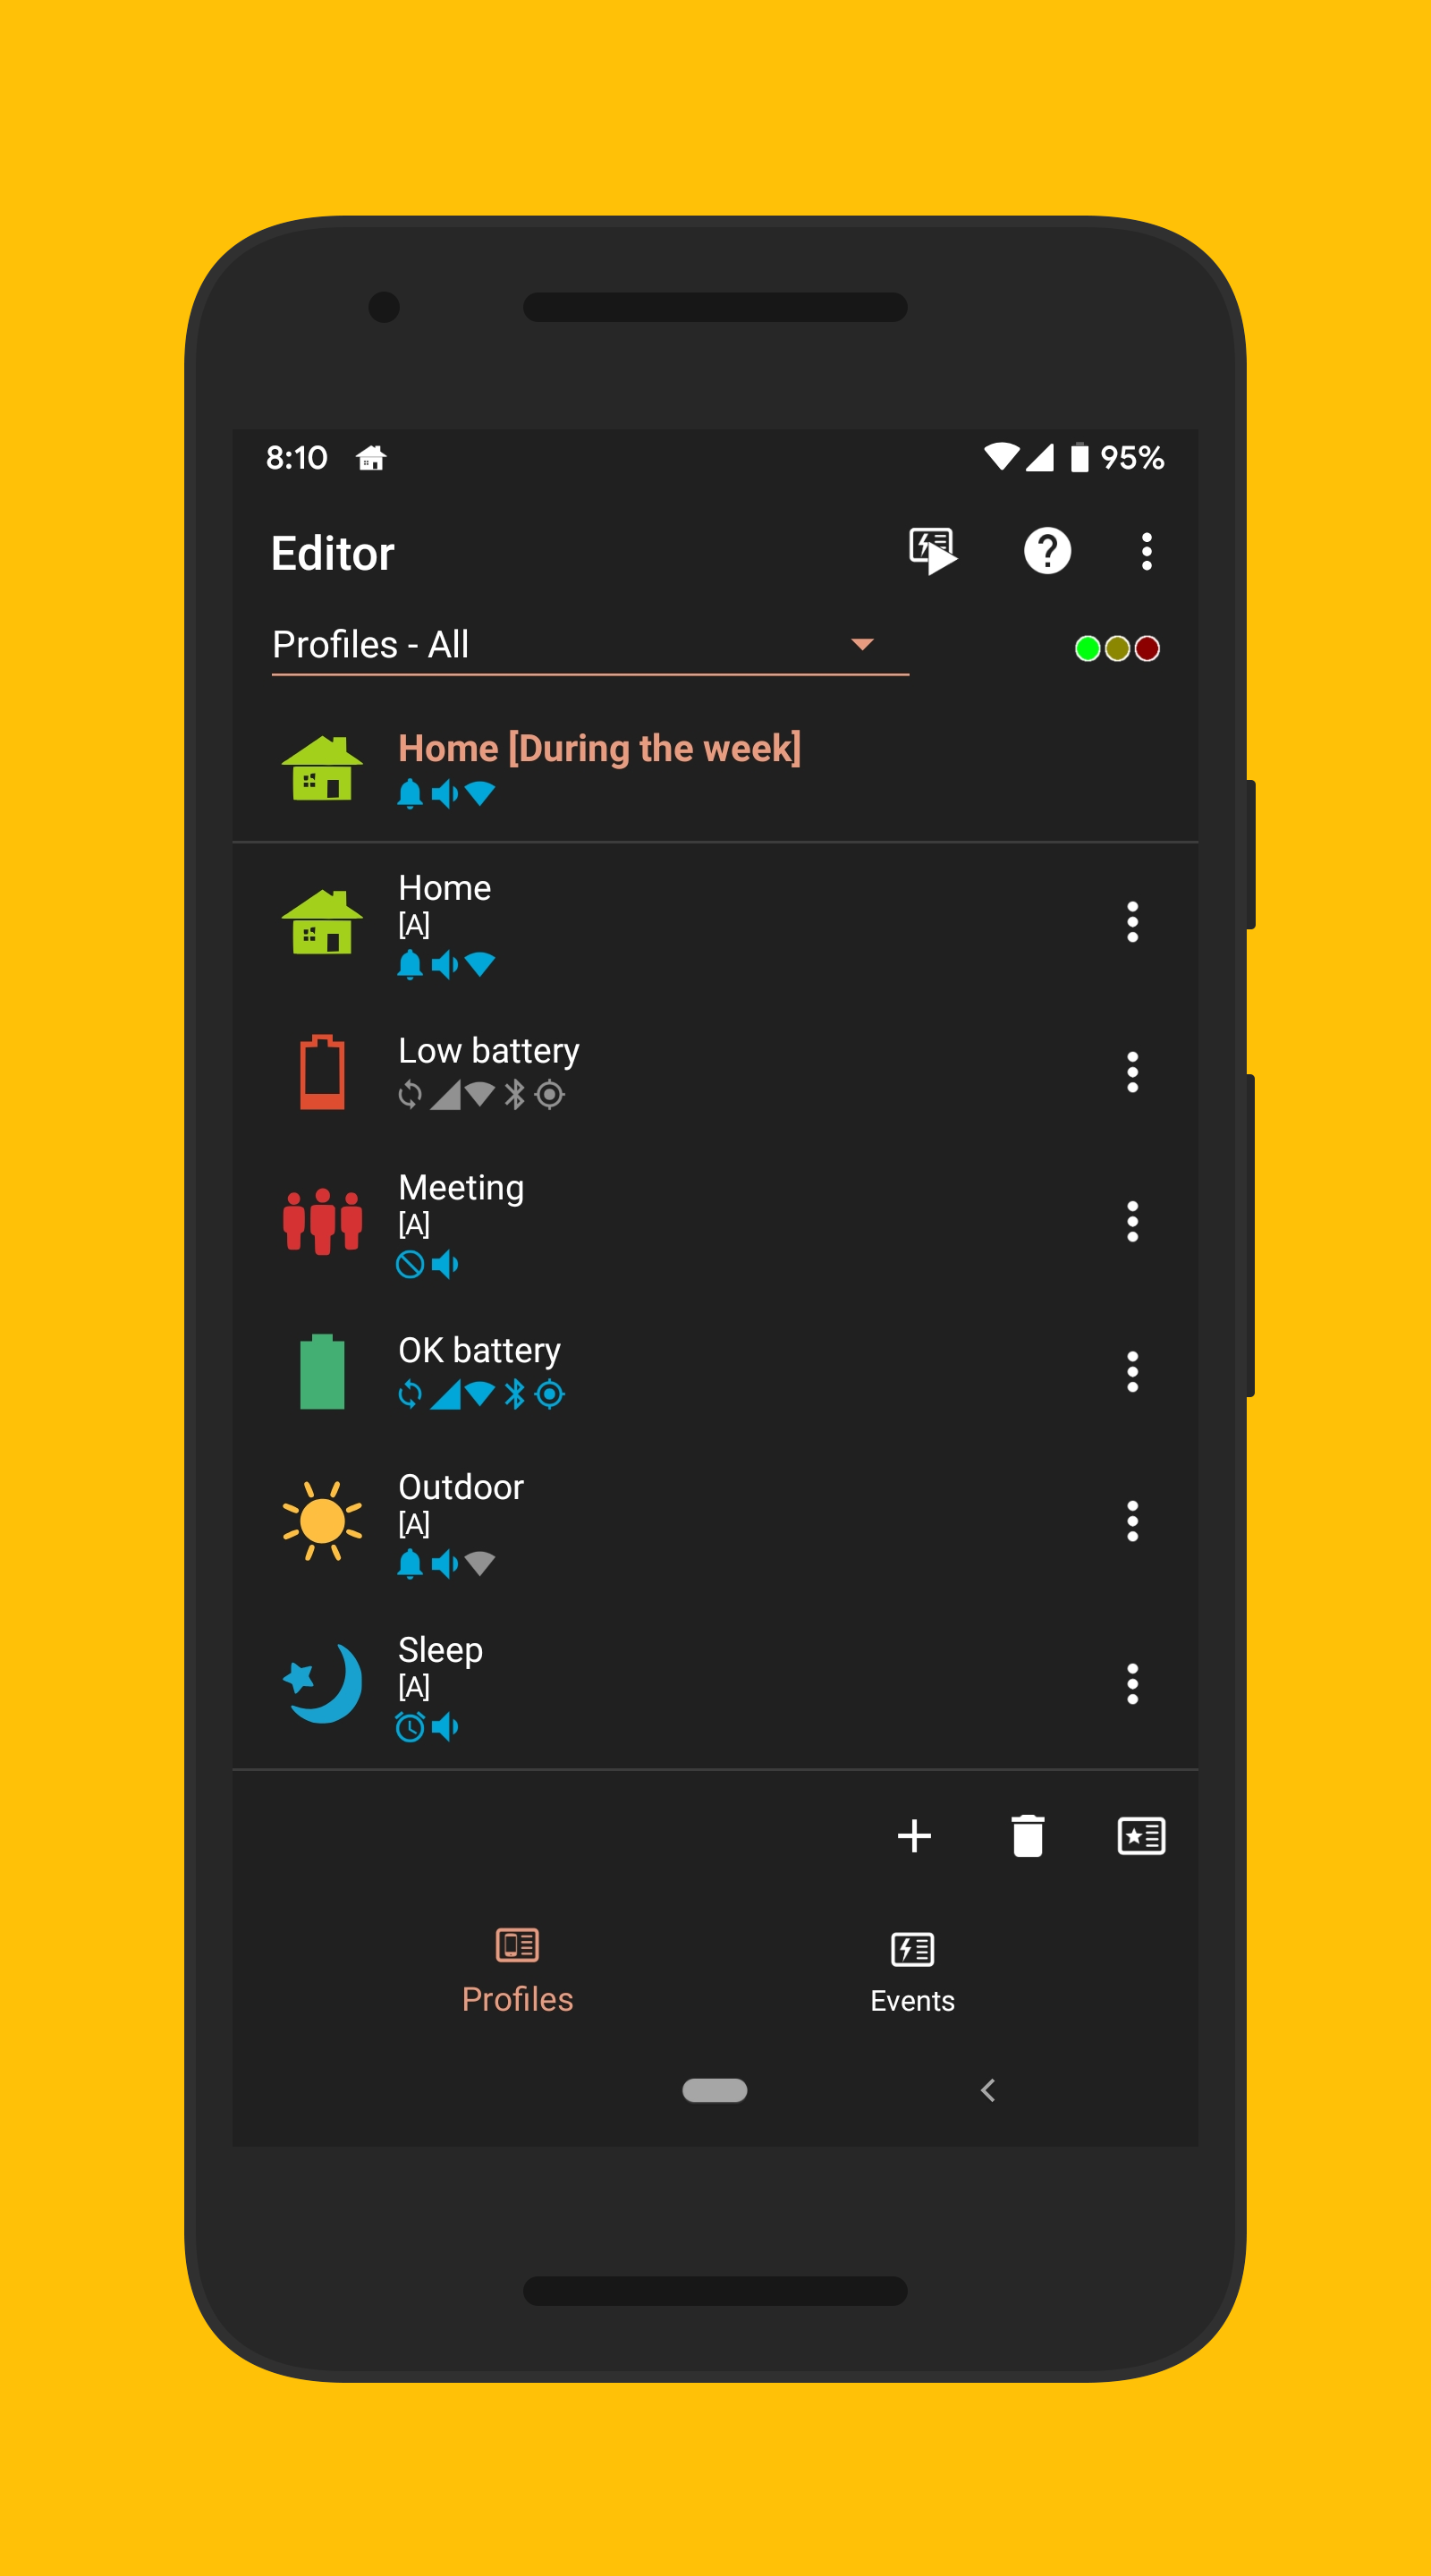 8:10
95%
Editor
Profiles - All
Home [During the week]
Home
[A]
Low battery
Meeting
[A]
OK battery
Outdoor
[A]
Sleep
[A]
Profiles
Events